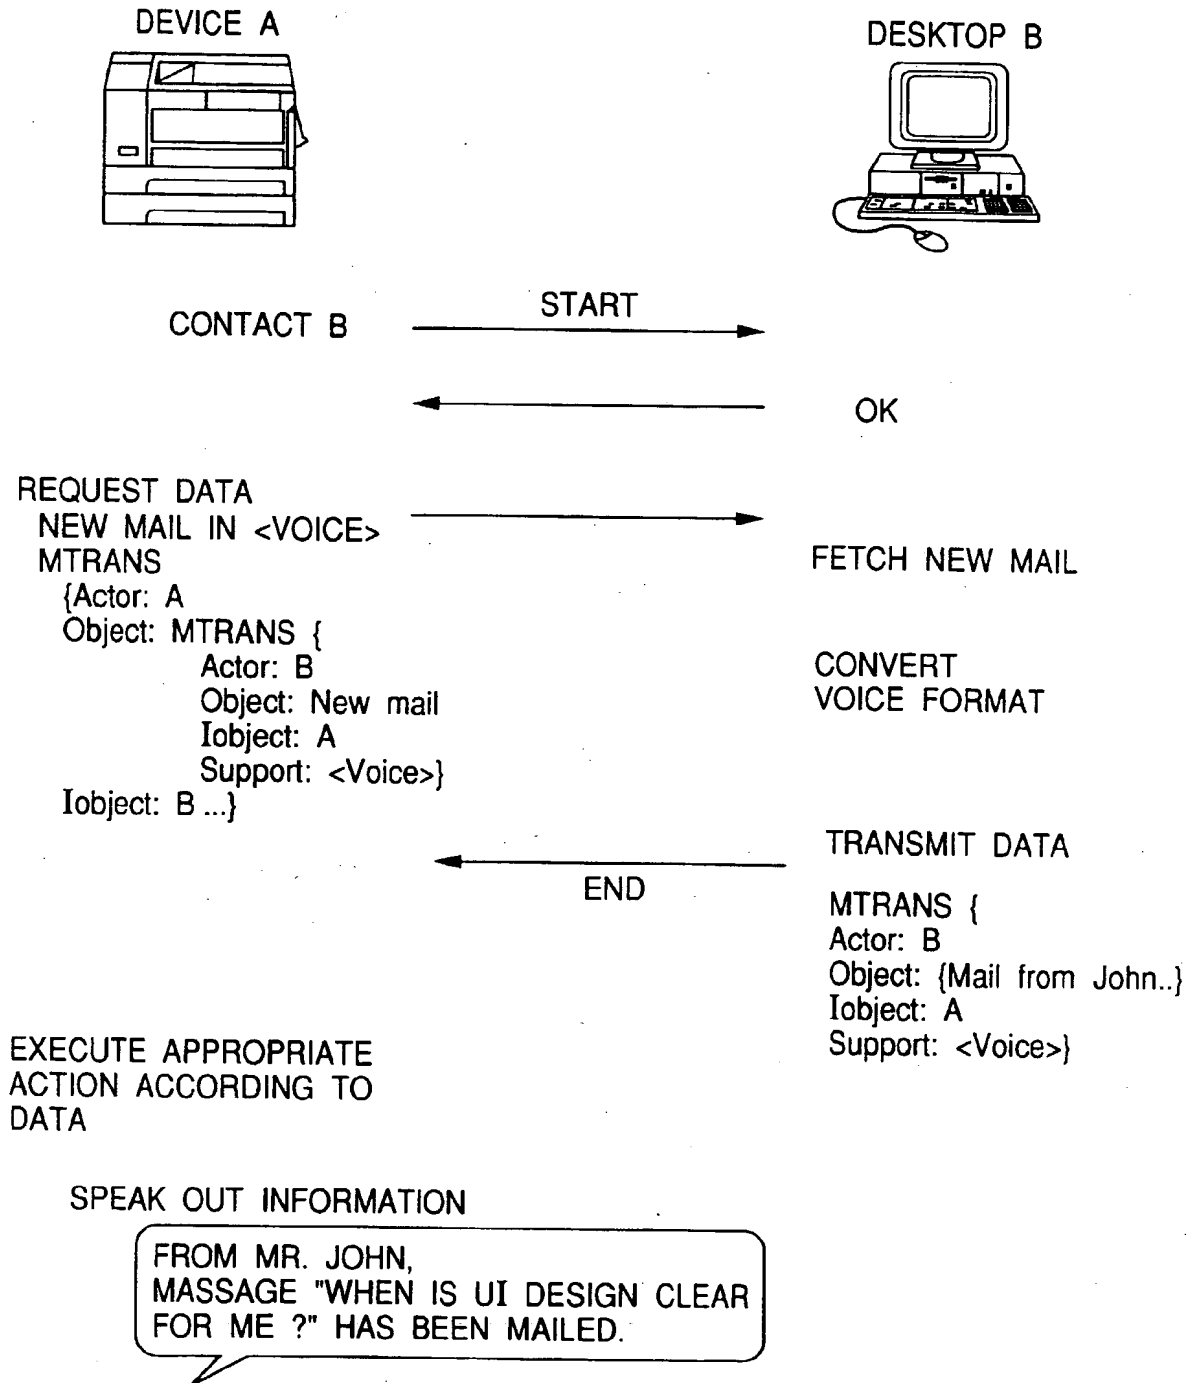 DEVICE A
DESKTOP B
CONTACT B
START
OK
REQUEST DATA
NEW MAIL IN <VOICE>
MTRANS
{Actor: A
Object: MTRANS {
Actor: B
Object: New mail
Iobject: A
Support: <Voice>}
Iobject: B ...}
FETCH NEW MAIL
CONVERT
VOICE FORMAT
TRANSMIT DATA
END
MTRANS {
Actor: B
Object: {Mail from John..}
Iobject: A
Support: <Voice>}
EXECUTE APPROPRIATE
ACTION ACCORDING TO
DATA
SPEAK OUT INFORMATION
FROM MR. JOHN,
MASSAGE "WHEN IS UI DESIGN CLEAR
FOR ME ?" HAS BEEN MAILED.